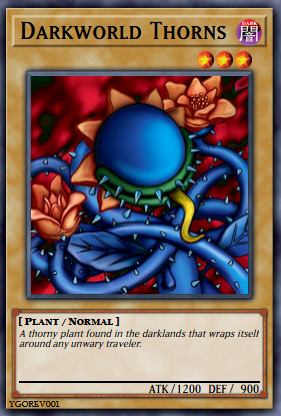 Darkworld Thorns
DARK
闇
[ Plant / Normal ]
A thorny plant found in the darklands that wraps itself
around any unwary traveler.
ATK/1200 DEF/ 900
YGOREV001